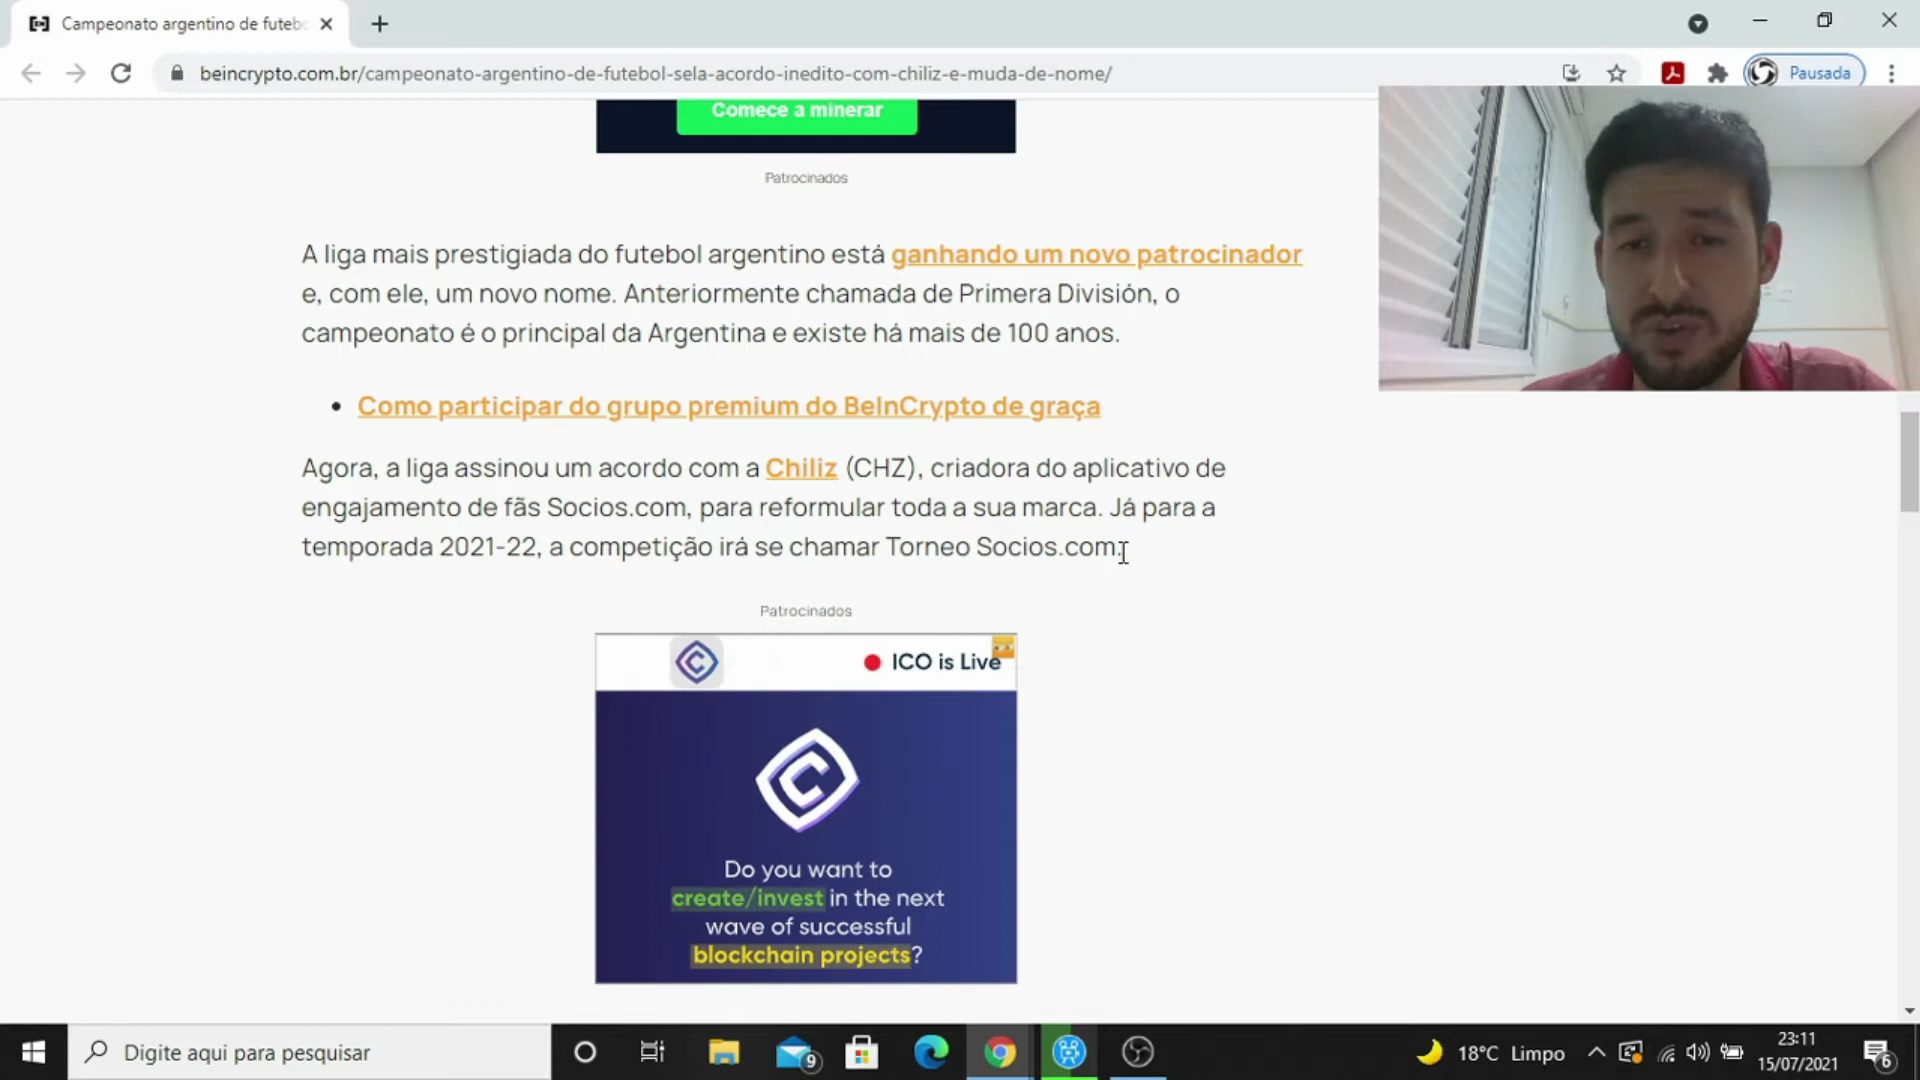 Campeonato argentino de futeb
beincrypto.com.br/campeonato-argentino-de-futebol-sela-acordo-inedito-com-chiliz-e-muda-de-nome/
Pausada
Comece a minerar
Patrocinados
A liga mais prestigiada do futebol argentino está ganhando um novo patrocinador
e, com ele, um novo nome. Anteriormente chamada de Primera División, o
campeonato é o principal da Argentina e existe há mais de 100 anos.
Como participar do grupo premium do BeInCrypto de graça
Agora, a liga assinou um acordo com a Chiliz (CHZ), criadora do aplicativo de
engajamento de fãs Socios.com, para reformular toda a sua marca. Já para a
temporada 2021-22, a competição irá se chamar Torneo Socios.com.
Patrocinados
ICO is Live
Do you want to
create/invest in the next
wave of successful
blockchain projects?
Digite aqui para pesquisar
9
18°C Limpo
23:11
15/07/2021
6